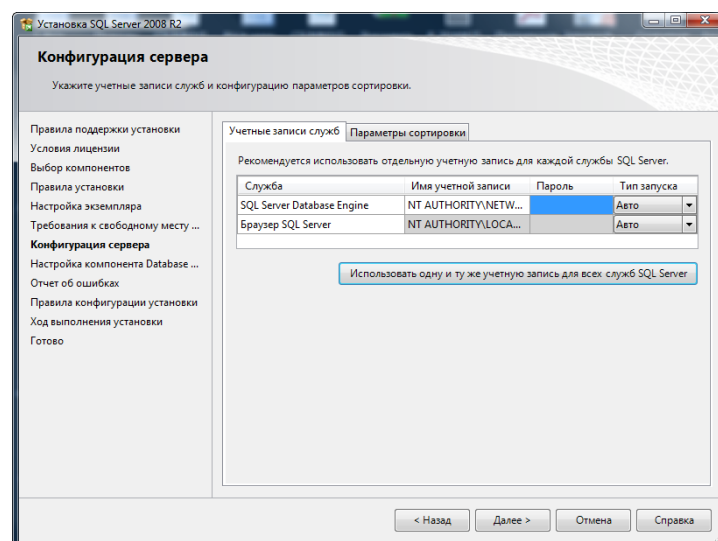 Установка SQL Server 2008 R2
Конфигурация сервера
Укажите учетные записи служб и конфигурацию параметров сортировки.
Правила поддержки установки
Условия лицензии
Выбор компонентов
Правила установки
Настройка экземпляра
Требования к свободному месту ...
Конфигурация сервера
Настройка компонента Database ...
Отчет об ошибках
Правила конфигурации установки
Ход выполнения установки
Готово
Учетные записи служб Параметры сортировки
Рекомендуется использовать отдельную учетную запись для каждой службы SQL Server.
Служба Имя учетной записи Пароль Тип запуска
SQL Server Database Engine NT AUTHORITY\NETW... Авто
Браузер SQL Server NT AUTHORITY\LOCA... Авто
Использовать одну и ту же учетную запись для всех служб SQL Server
< Назад Далее > Отмена Справка